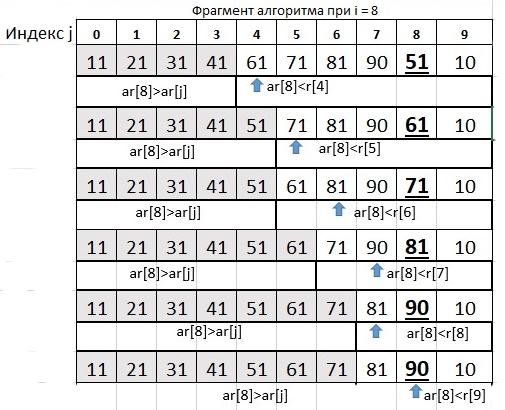 Фрагмент алгоритма при i = 8
Индекс j 0 1 2 3 4 5 6 7 8 9
11 21 31 41 61 71 81 90 51 10
ar[8]>ar[j] ar[8]<r[4]
11 21 31 41 51 71 81 90 61 10
ar[8]>ar[j] ar[8]<r[5]
11 21 31 41 51 61 81 90 71 10
ar[8]>ar[j] ar[8]<r[6]
11 21 31 41 51 61 71 90 81 10
ar[8]>ar[j] ar[8]<r[7]
11 21 31 41 51 61 71 81 90 10
ar[8]>ar[j] ar[8]<r[8]
11 21 31 41 51 61 71 81 90 10
ar[8]>ar[j] ar[8]<r[9]